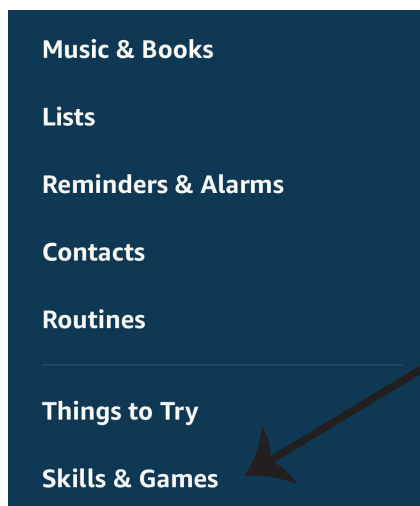 Music & Books
Lists
Reminders & Alarms
Contacts
Routines
Things to Try
Skills & Games